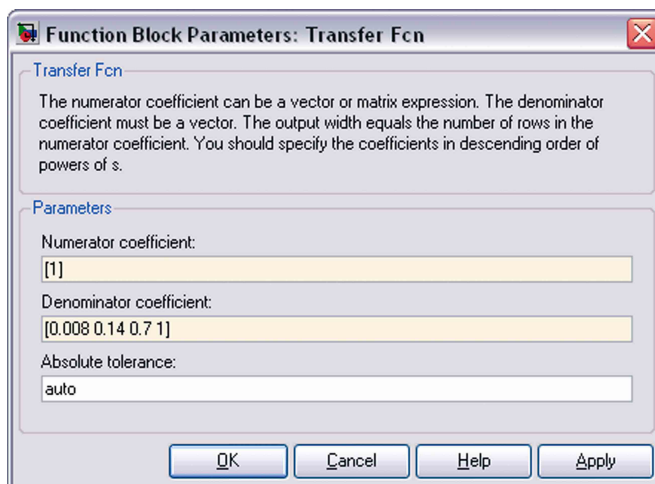 Function Block Parameters: Transfer Fcn
Transfer Fcn
The numerator coefficient can be a vector or matrix expression. The denominator
coefficient must be a vector. The output width equals the number of rows in the
numerator coefficient. You should specify the coefficients in descending order of
powers of s.
Parameters
Numerator coefficient:
[1]
Denominator coefficient:
[0.008 0.14 0.7 1]
Absolute tolerance:
auto
OK Cancel Help Apply